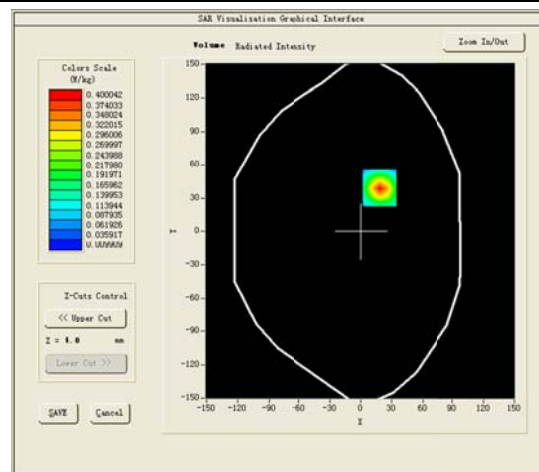 SAR Visualisation Graphical Interface
Volume Radiated Intensity
Zoom In/Out
Colors Scale
(W/kg)
0.400042
0.374033
0.348024
0.322015
0.296006
0.269997
0.243988
0.217980
0.191971
0.165962
0.139953
0.113944
0.087935
0.061926
0.035917
150
120
90
60
30
0
-30
-60
-90
-120
-150
Y
-150 -120 -90 -60 -30 0 30 60 90 120 150
X
Z-Cuts Control
<< Upper Cut
Z = 4.0 mm
Lower Cut >>
SAVE Cancel